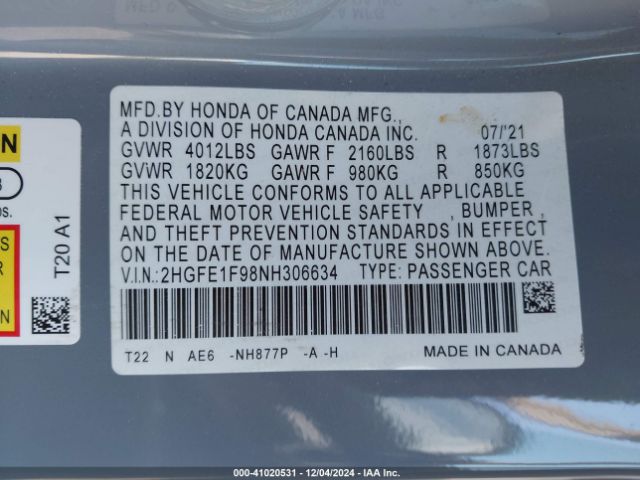 MFD.BY HONDA OF CANADA MFG.,
A DIVISION OF HONDA CANADA INC. 07/'21
GVWR 4012LBS GAWR F 2160LBS R 1873LBS
GVWR 1820KG GAWR F 980KG R 850KG
THIS VEHICLE CONFORMS TO ALL APPLICABLE
FEDERAL MOTOR VEHICLE SAFETY , BUMPER ,
AND THEFT PREVENTION STANDARDS IN EFFECT
ON THE DATE OF MANUFACTURE SHOWN ABOVE.
V.I.N.:2HGFE1F98NH306634 TYPE: PASSENGER CAR
T22 N AE6 -NH877P -A -H MADE IN CANADA
T20 A1
000-41020531 - 12/04/2024 - IAA Inc.